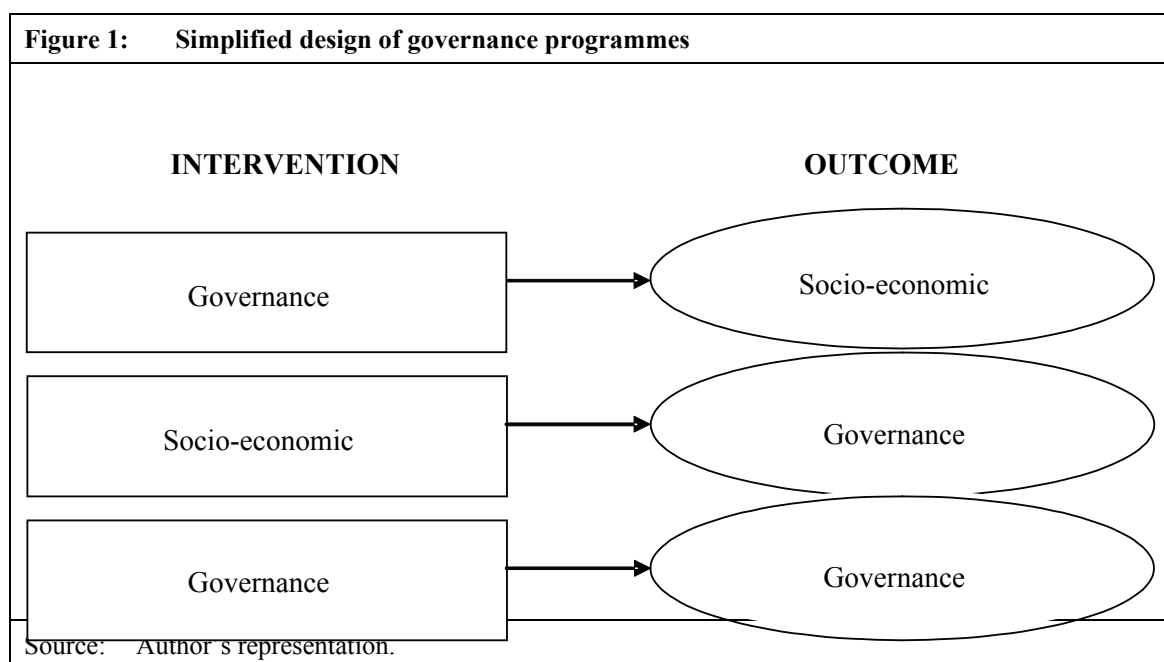 Figure 1: Simplified design of governance programmes
INTERVENTION OUTCOME
Governance Socio-economic
Socio-economic Governance
Governance Governance
Source: Author's representation.